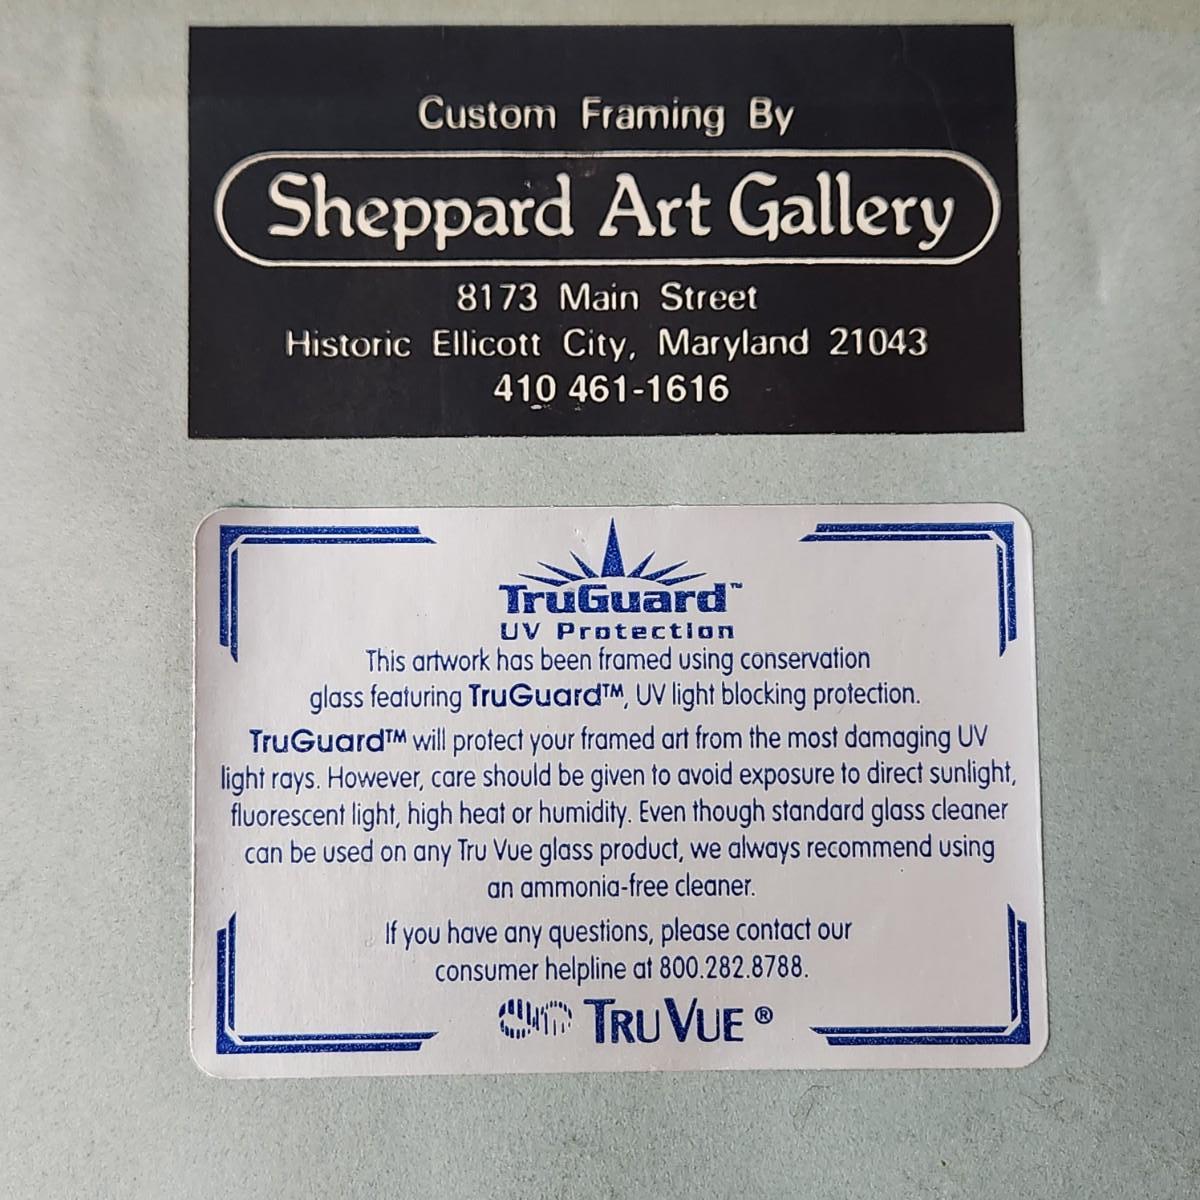 Custom Framing By
Sheppard Art Gallery
8173 Main Street
Historic Ellicott City, Maryland 21043
410 461-1616
TruGuard™
UV Protection
This artwork has been framed using conservation
glass featuring TruGuard™, UV light blocking protection.
TruGuard™ will protect your framed art from the most damaging UV
light rays. However, care should be given to avoid exposure to direct sunlight,
fluorescent light, high heat or humidity. Even though standard glass cleaner
can be used on any Tru Vue glass product, we always recommend using
an ammonia-free cleaner.
If you have any questions, please contact our
consumer helpline at 800.282.8788.
TRU VUE ®